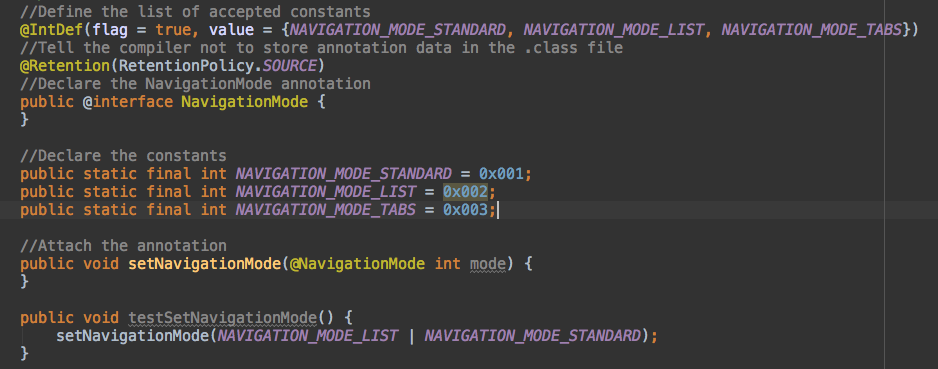 //Define the list of accepted constants
@IntDef(flag = true, value = {NAVIGATION_MODE_STANDARD, NAVIGATION_MODE_LIST, NAVIGATION_MODE_TABS})
//Tell the compiler not to store annotation data in the .class file
@Retention(RetentionPolicy.SOURCE)
//Declare the NavigationMode annotation
public @interface NavigationMode {
}
//Declare the constants
public static final int NAVIGATION_MODE_STANDARD = 0x001;
public static final int NAVIGATION_MODE_LIST = 0x002;
public static final int NAVIGATION_MODE_TABS = 0x003;
//Attach the annotation
public void setNavigationMode(@NavigationMode int mode) {
}
public void testSetNavigationMode() {
    setNavigationMode(NAVIGATION_MODE_LIST | NAVIGATION_MODE_STANDARD);
}